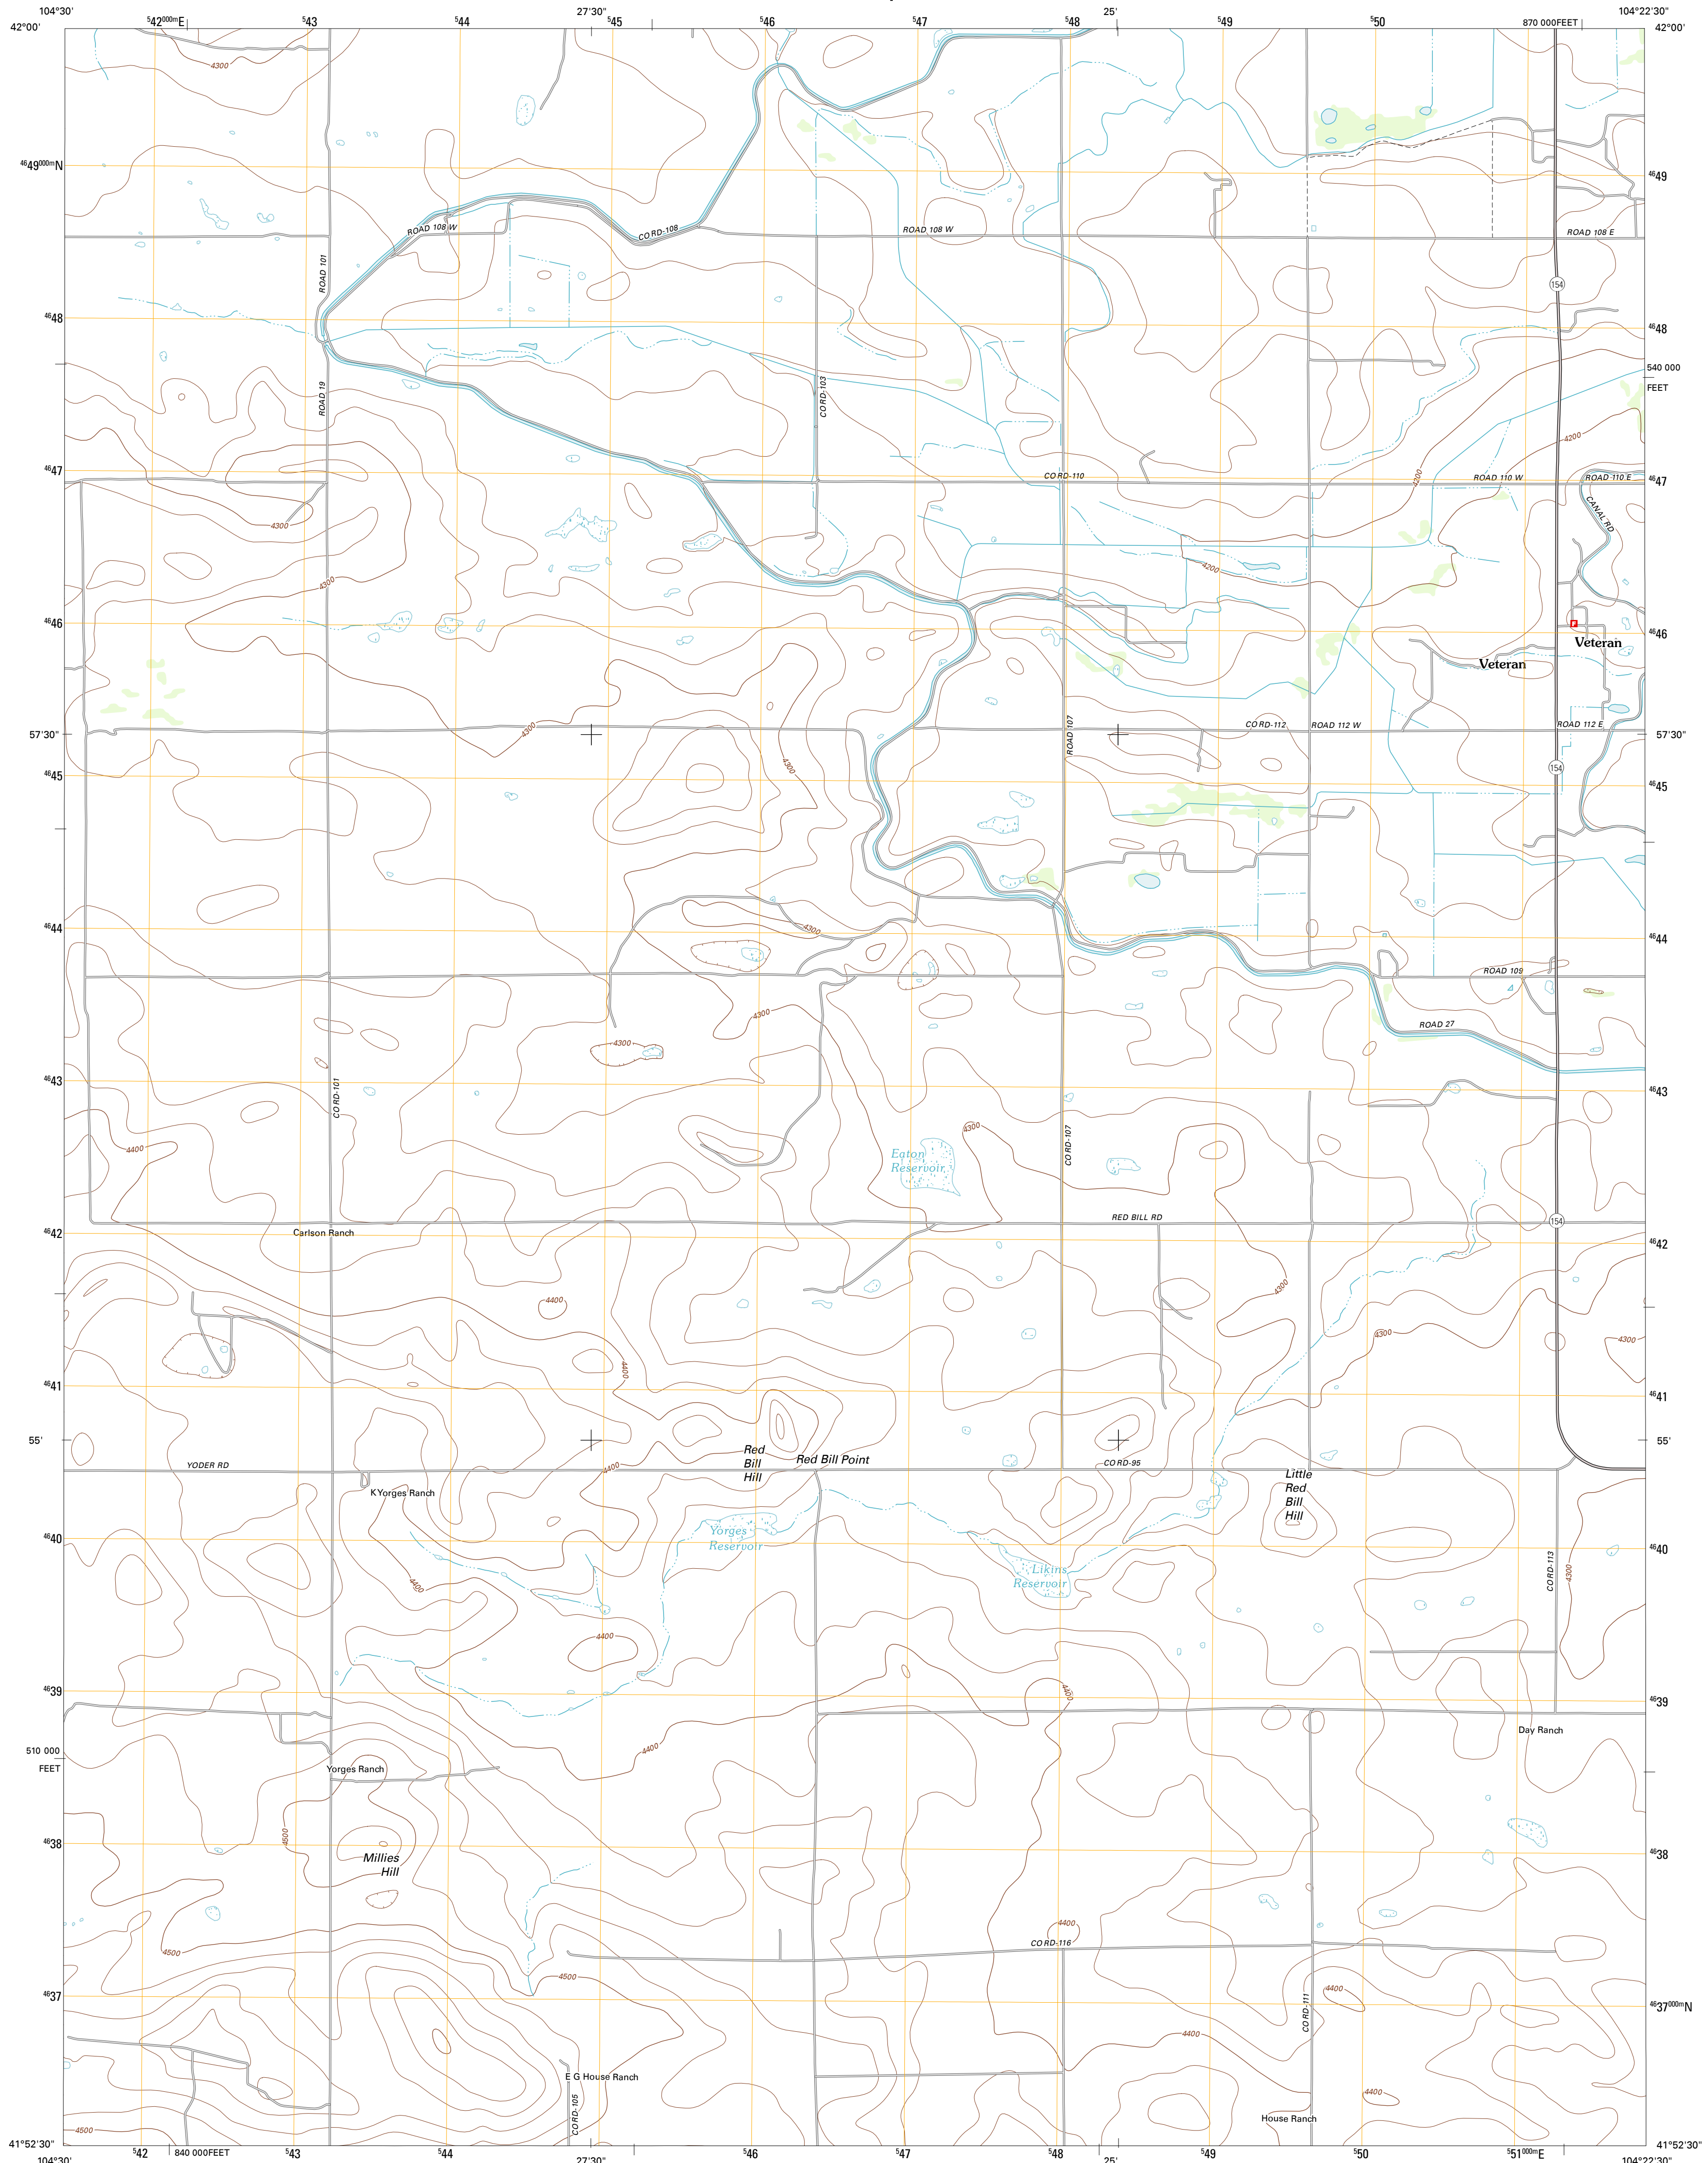 104°30'
⁵42⁰⁰⁰ᵐE
⁵43
⁵44
27'30"
⁵45
⁵46
⁵47
⁵48
25'
⁵49
⁵50
870 000FEET
104°22'30"
42°00'
42°00'
4300
⁴⁶49⁰⁰⁰ᵐN
⁴⁶49
ROAD 108 W
CO RD-108
ROAD 108 W
ROAD 108 E
ROAD 101
154
⁴⁶48
⁴⁶48
540 000
FEET
ROAD 19
CO RD-103
4200
⁴⁶47
CO RD-110
4200
ROAD 110 W
ROAD 110 E
⁴⁶47
CANAL RD
4300
4300
4200
⁴⁶46
⁴⁶46
Veteran
Veteran
4300
57'30"
ROAD 107
CO RD-112
ROAD 112 W
ROAD 112 E
57'30"
4300
154
⁴⁶45
⁴⁶45
⁴⁶44
4300
⁴⁶44
ROAD 109
4300
4300
ROAD 27
⁴⁶43
CO RD-101
⁴⁶43
4400
4300
CO RD-107
Eaton
Reservoir
RED BILL RD
154
⁴⁶42
Carlson Ranch
⁴⁶42
4400
4300
4300
4300
4400
⁴⁶41
⁴⁶41
55'
55'
Red
Bill
Hill
Red Bill Point
YODER RD
4400
CO RD-95
Little
Red
Bill
Hill
K Yorges Ranch
Yorges
Reservoir
⁴⁶40
⁴⁶40
Likins
Reservoir
CO RD-113
4300
4400
4400
⁴⁶39
4400
⁴⁶39
Day Ranch
510 000
FEET
4400
Yorges Ranch
4500
⁴⁶38
⁴⁶38
Millies
Hill
4400
4500
CO RD-116
4500
4400
⁴⁶37
CO RD-111
⁴⁶37⁰⁰⁰ᵐN
4400
E G House Ranch
CO RD-105
4400
House Ranch
4500
41°52'30"
41°52'30"
⁵42
840 000FEET
⁵43
⁵44
⁵46
⁵47
⁵48
⁵49
⁵50
⁵51⁰⁰⁰ᵐE
104°30'
27'30"
25'
104°22'30"